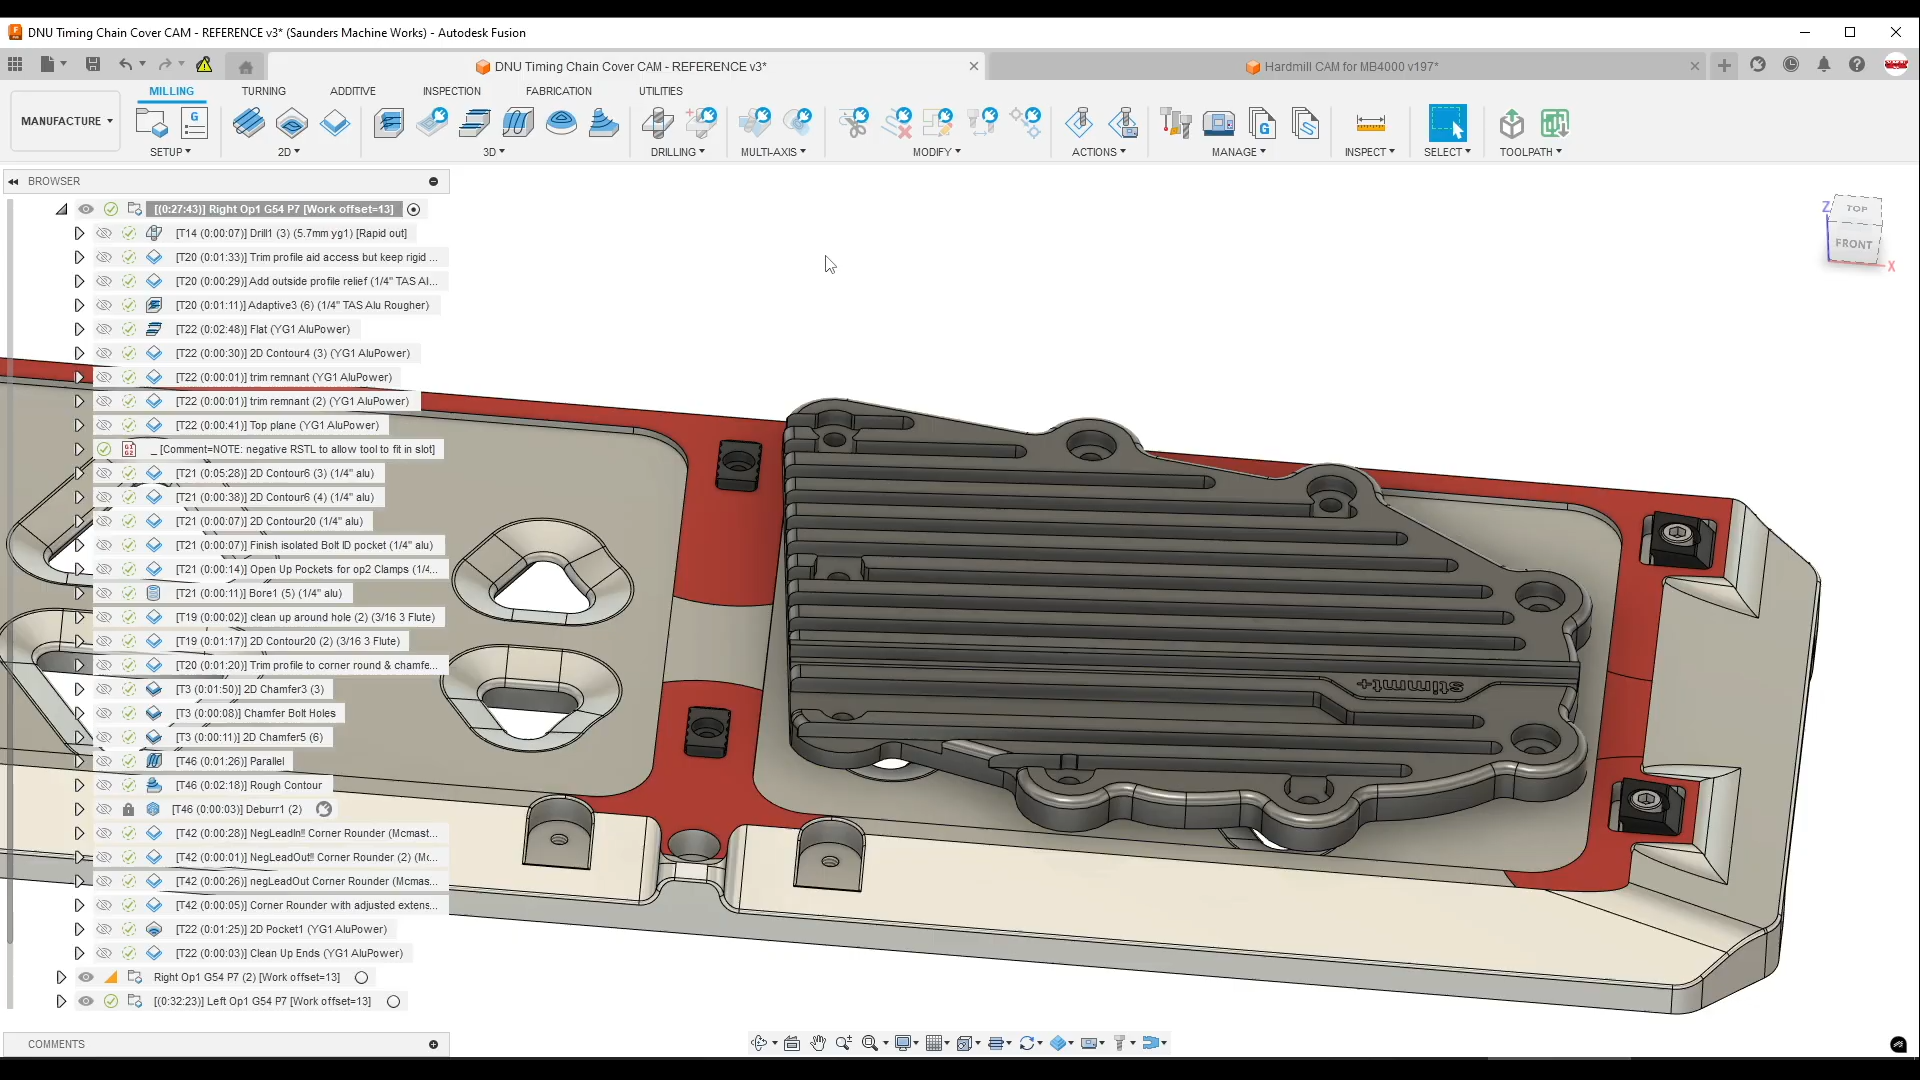 DNU Timing Chain Cover CAM - REFERENCE v3* (Saunders Machine Works) - Autodesk Fusion
DNU Timing Chain Cover CAM - REFERENCE v3*
Hardmill CAM for MB4000 v197*
MILLING
TURNING
ADDITIVE
INSPECTION
FABRICATION
UTILITIES
MANUFACTURE
SETUP
2D
3D
DRILLING
MULTI-AXIS
MODIFY
ACTIONS
MANAGE
INSPECT
SELECT
TOOLPATH
BROWSER
[(0:27:43)] Right Op1 G54 P7 [Work offset=13]
[T14 (0:00:07)] Drill1 (3) (5.7mm yg1) [Rapid out]
[T20 (0:01:33)] Trim profile aid access but keep rigid ...
[T20 (0:00:29)] Add outside profile relief (1/4" TAS Al...
[T20 (0:01:11)] Adaptive3 (6) (1/4" TAS Alu Rougher)
[T22 (0:02:48)] Flat (YG1 AluPower)
[T22 (0:00:30)] 2D Contour4 (3) (YG1 AluPower)
[T22 (0:00:01)] trim remnant (YG1 AluPower)
[T22 (0:00:01)] trim remnant (2) (YG1 AluPower)
[T22 (0:00:41)] Top plane (YG1 AluPower)
_ [Comment=NOTE: negative RSTL to allow tool to fit in slot]
[T21 (0:05:28)] 2D Contour6 (3) (1/4" alu)
[T21 (0:00:38)] 2D Contour6 (4) (1/4" alu)
[T21 (0:00:07)] 2D Contour20 (1/4" alu)
[T21 (0:00:07)] Finish isolated Bolt ID pocket (1/4" alu)
[T21 (0:00:14)] Open Up Pockets for op2 Clamps (1/4...
[T21 (0:00:11)] Bore1 (5) (1/4" alu)
[T19 (0:00:02)] clean up around hole (2) (3/16 3 Flute)
[T19 (0:01:17)] 2D Contour20 (2) (3/16 3 Flute)
[T20 (0:01:20)] Trim profile to corner round & chamfe...
[T3 (0:01:50)] 2D Chamfer3 (3)
[T3 (0:00:08)] Chamfer Bolt Holes
[T3 (0:00:11)] 2D Chamfer5 (6)
[T46 (0:01:26)] Parallel
[T46 (0:02:18)] Rough Contour
[T46 (0:00:03)] Deburr1 (2)
[T42 (0:00:28)] NegLeadIn!! Corner Rounder (Mcmast...
[T42 (0:00:01)] NegLeadOut!! Corner Rounder (2) (Mc...
[T42 (0:00:26)] negLeadOut Corner Rounder (Mcmas...
[T42 (0:00:05)] Corner Rounder with adjusted extens...
[T22 (0:01:25)] 2D Pocket1 (YG1 AluPower)
[T22 (0:00:03)] Clean Up Ends (YG1 AluPower)
Right Op1 G54 P7 (2) [Work offset=13]
[(0:32:23)] Left Op1 G54 P7 [Work offset=13]
COMMENTS
TOP
FRONT
Z
X
stimmt+